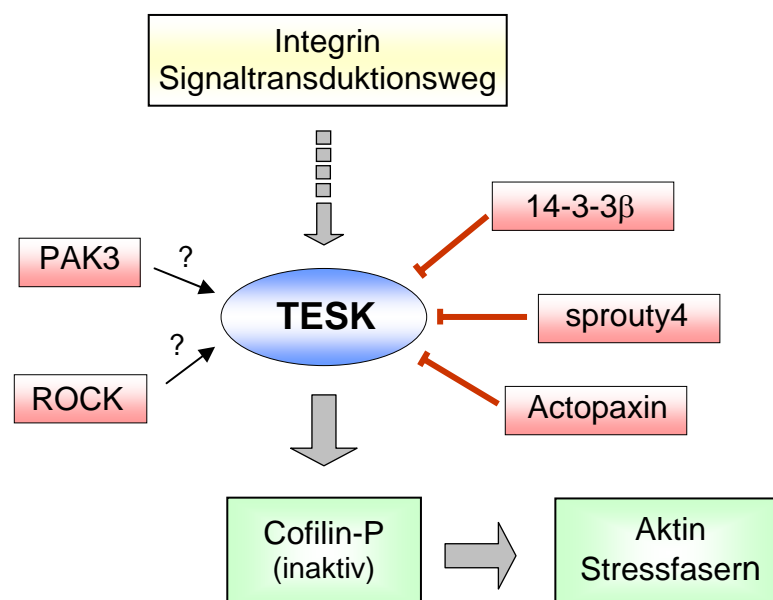 Integrin
Signaltransduktionsweg
14-3-3β
PAK3
?
TESK
sprouty4
?
ROCK
Actopaxin
Cofilin-P
(inaktiv)
Aktin
Stressfasern